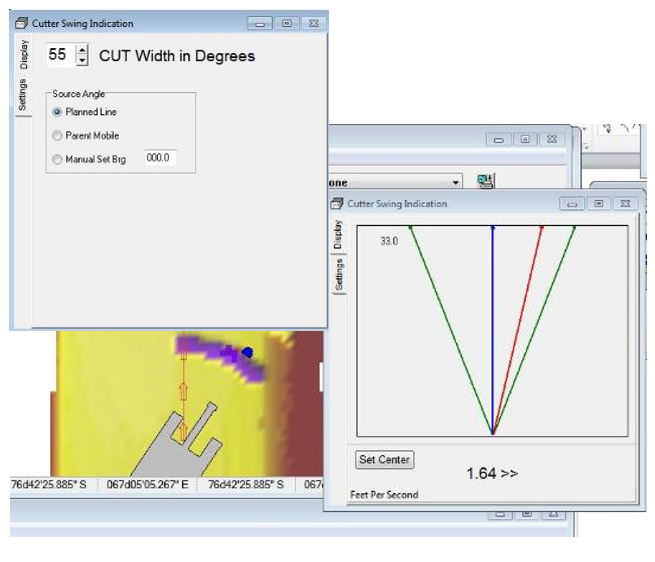 Cutter Swing Indication
Display
Settings
55 CUT Width in Degrees
Source Angle
Planned Line
Parent Mobile
Manual Set Brg 000.0
one
Cutter Swing Indication
Display
Settings
33.0
Set Center
1.64 >>
Feet Per Second
76d42'25.885" S 067d05'05.267" E 76d42'25.885" S 067